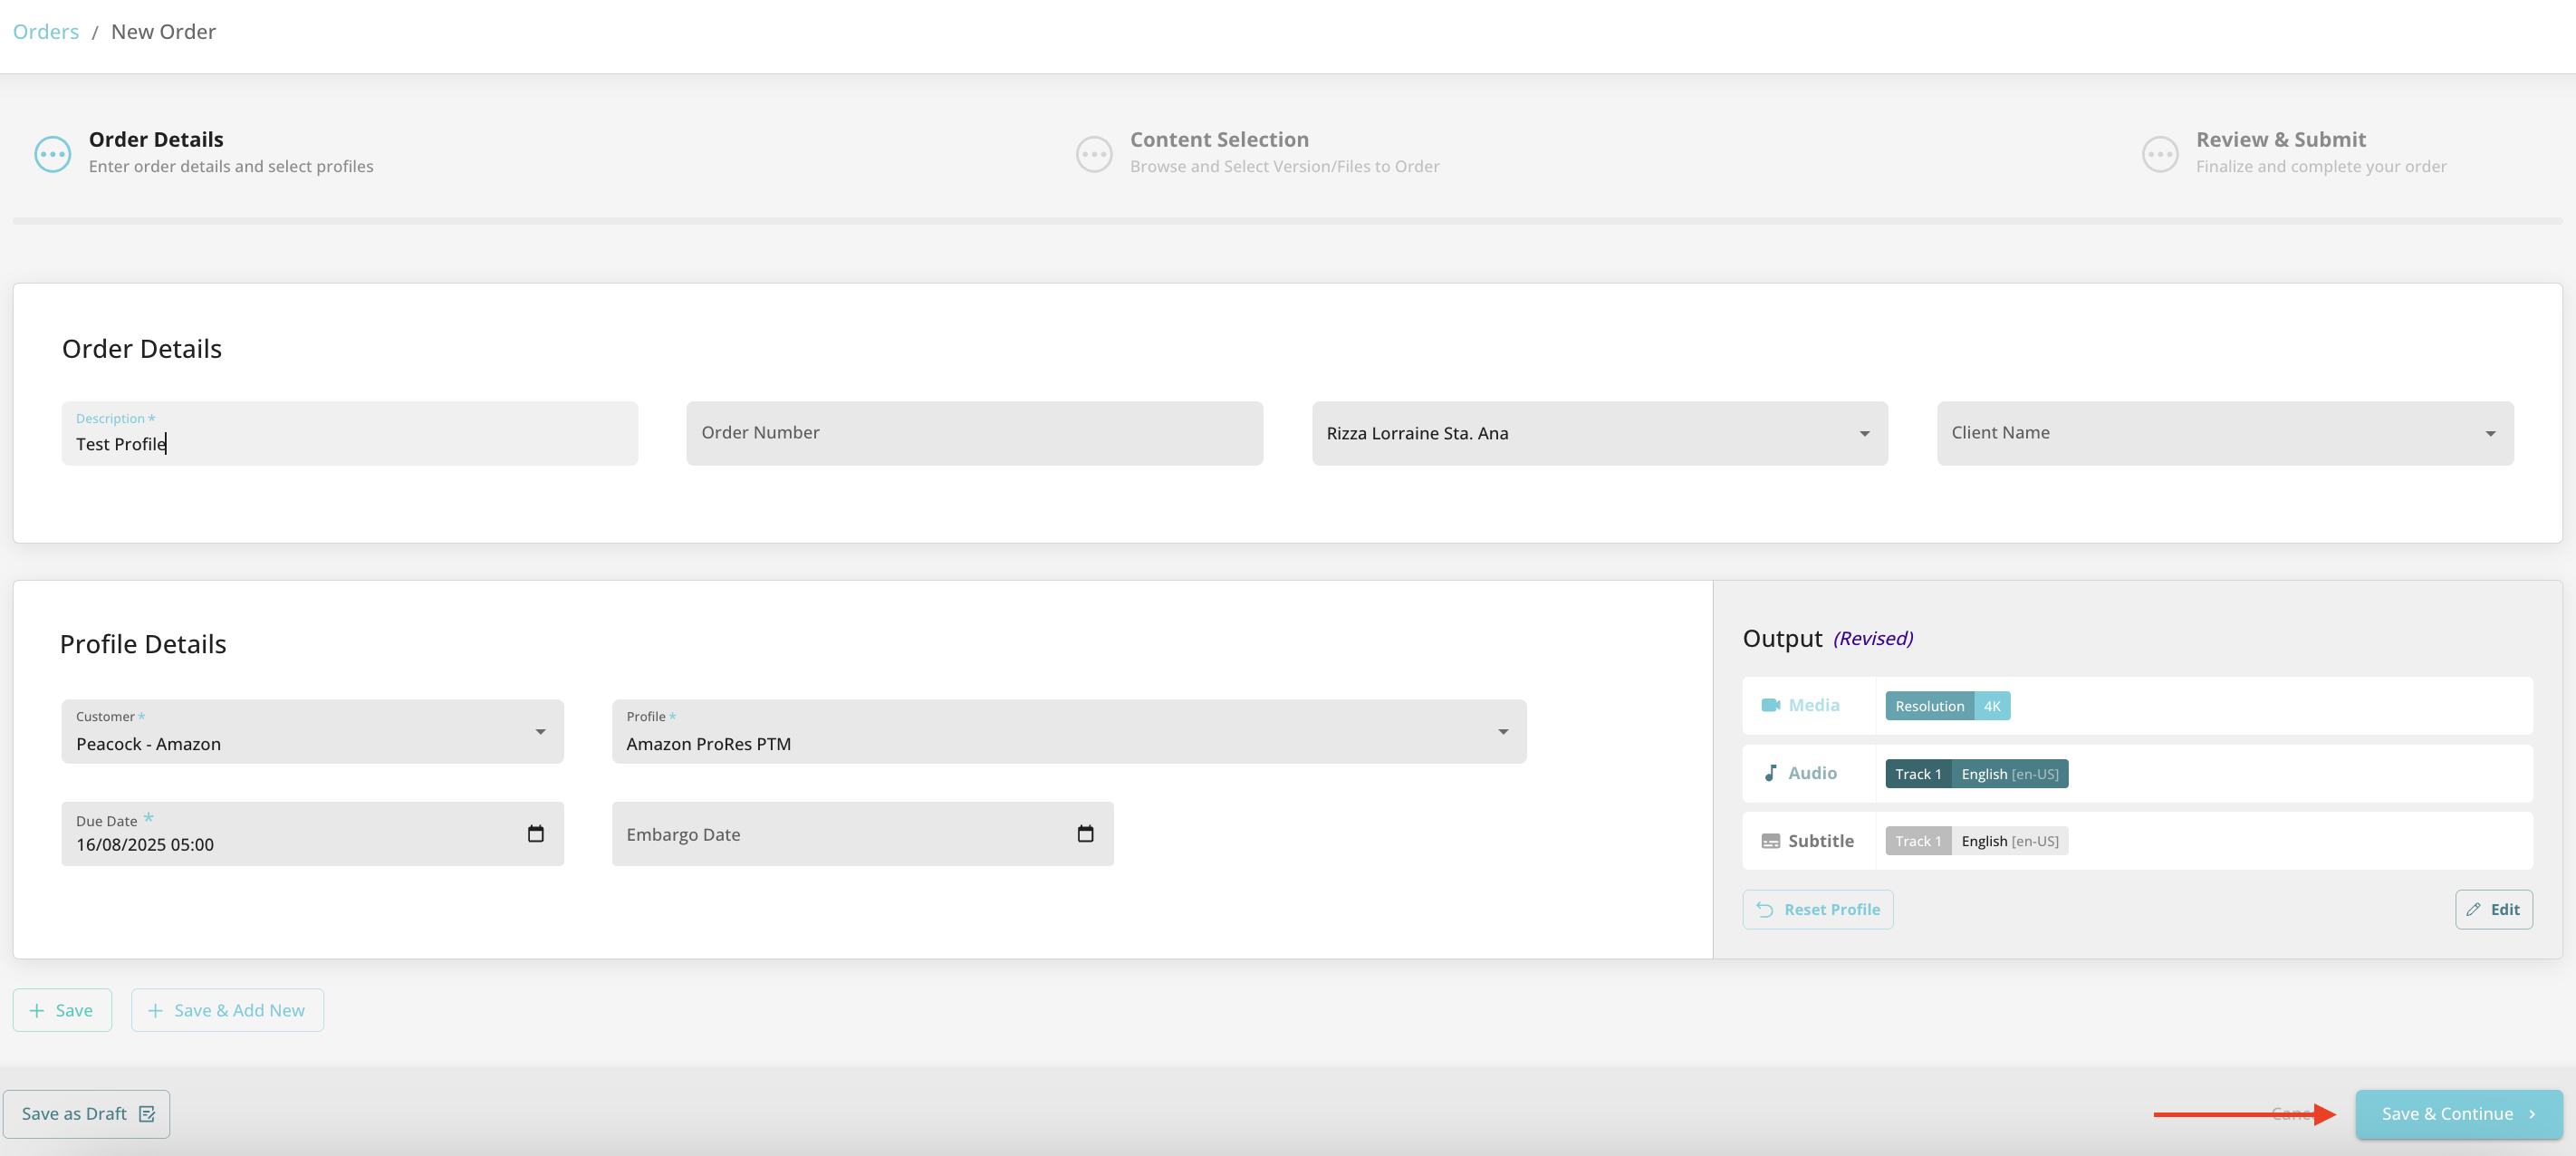 Orders / New Order
Order Details
Enter order details and select profiles
Content Selection
Browse and Select Version/Files to Order
Review & Submit
Finalize and complete your order
Order Details
Description *
Test Profile
Order Number
Rizza Lorraine Sta. Ana
Client Name
Profile Details
Customer *
Peacock - Amazon
Profile *
Amazon ProRes PTM
Due Date *
16/08/2025 05:00
Embargo Date
Output (Revised)
Media Resolution 4K
Audio Track 1 English [en-US]
Subtitle Track 1 English [en-US]
Reset Profile
Edit
+ Save
+ Save & Add New
Save as Draft
Save & Continue ›